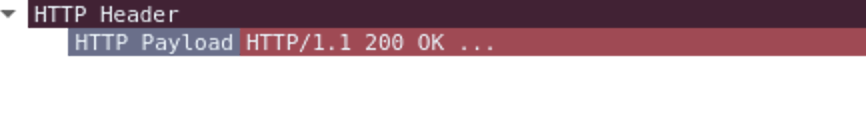 HTTP Header
HTTP Payload HTTP/1.1 200 OK ...